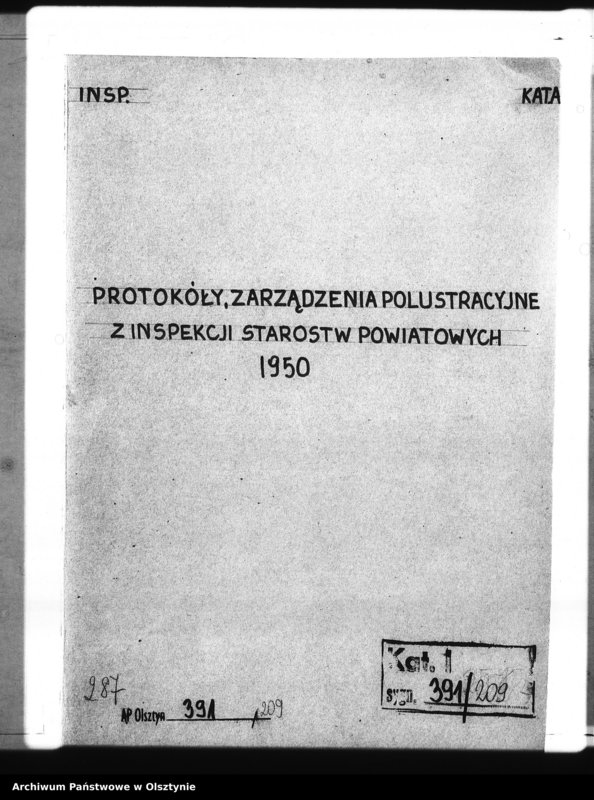 INSP.
KATA
PROTOKÓŁY, ZARZĄDZENIA POLUSTRACYJNE
Z INSPEKCJI STAROSTW POWIATOWYCH
1950
Kat. I
sygn. 391/209
287
AP Olsztyn 391/209
Archiwum Państwowe w Olsztynie